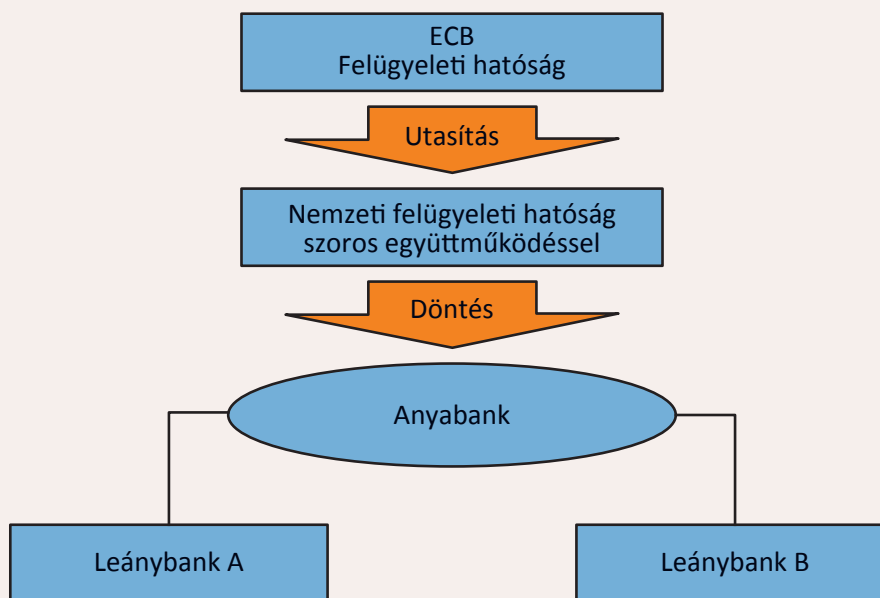 ECB
Felügyeleti hatóság
Utasítás
Nemzeti felügyeleti hatóság
szoros együttműködéssel
Döntés
Anyabank
Leánybank A
Leánybank B